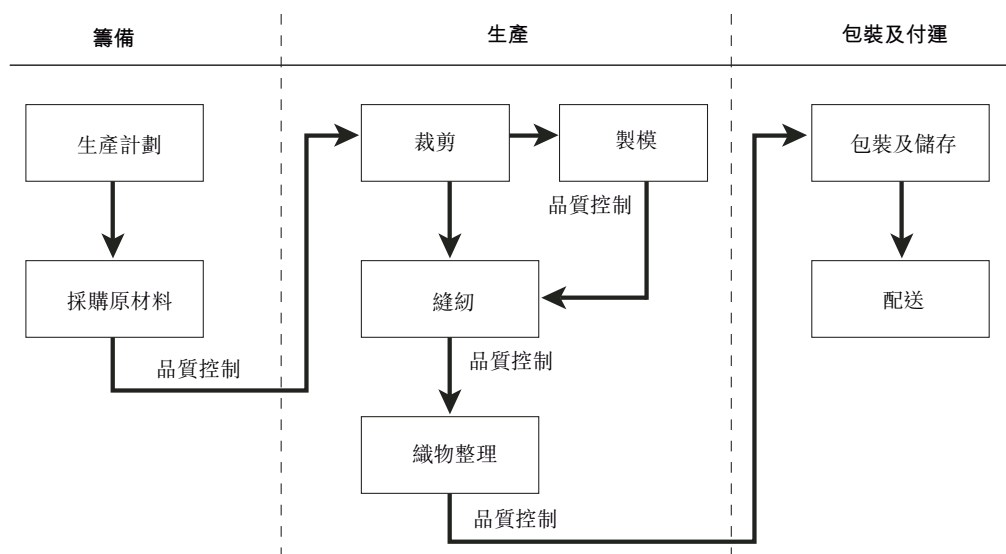 籌備
生產
包裝及付運
生產計劃
裁剪
製模
包裝及儲存
品質控制
採購原材料
縫紉
配送
品質控制
品質控制
織物整理
品質控制